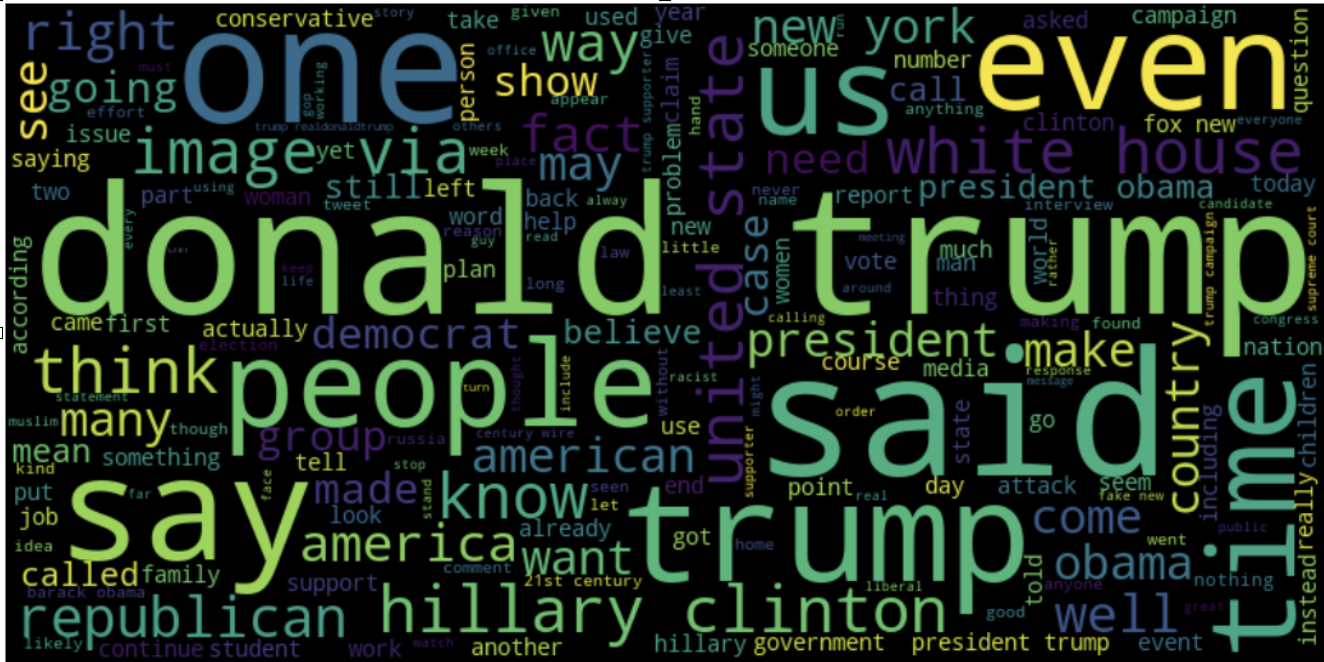 conservative
story
take
given
used
year
new york
asked
campaign
right
one
office
way
give
someone
run
number
even
question
see
going
person
show
us
call
anything
must
effort
gop
working
appear
trump supporter
claim
hand
united state
clinton
fox new
everyone
issue
trump realdonaldtrump
others
fact
saying
image
yet
via
week
place
may
problem
need
white house
two
part
using
woman
still
left
tweet
back
alway
never
name
report
president obama
interview
today
candidate
donald
every
word
reason
help
guy
read
law
new
little
case
women
trump
meeting
much
vote
man
world
rather
trump campaign
supreme court
according
keep
life
plan
long
least
around
thing
came
first
actually
election
democrat
believe
calling
making
found
congress
president
make
nation
think
people
turn
thought
include
without
racist
course
media
response
message
country
statement
said
might
order
muslim
many
though
group
russia
century wire
use
go
state
including
children
time
mean
something
kind
tell
stop
american
end
supporter
point
real
day
attack
seem
fake new
put
far
say
face
made
stand
know
seen
let
job
look
already
trump
got
home
come
went
public
really
idea
america
want
told
obama
nothing
instead
called
family
support
comment
21st century
liberal
anyone
barack obama
republican
hillary clinton
good
well
great
likely
continue
student
work
watch
another
hillary
government
president trump
event